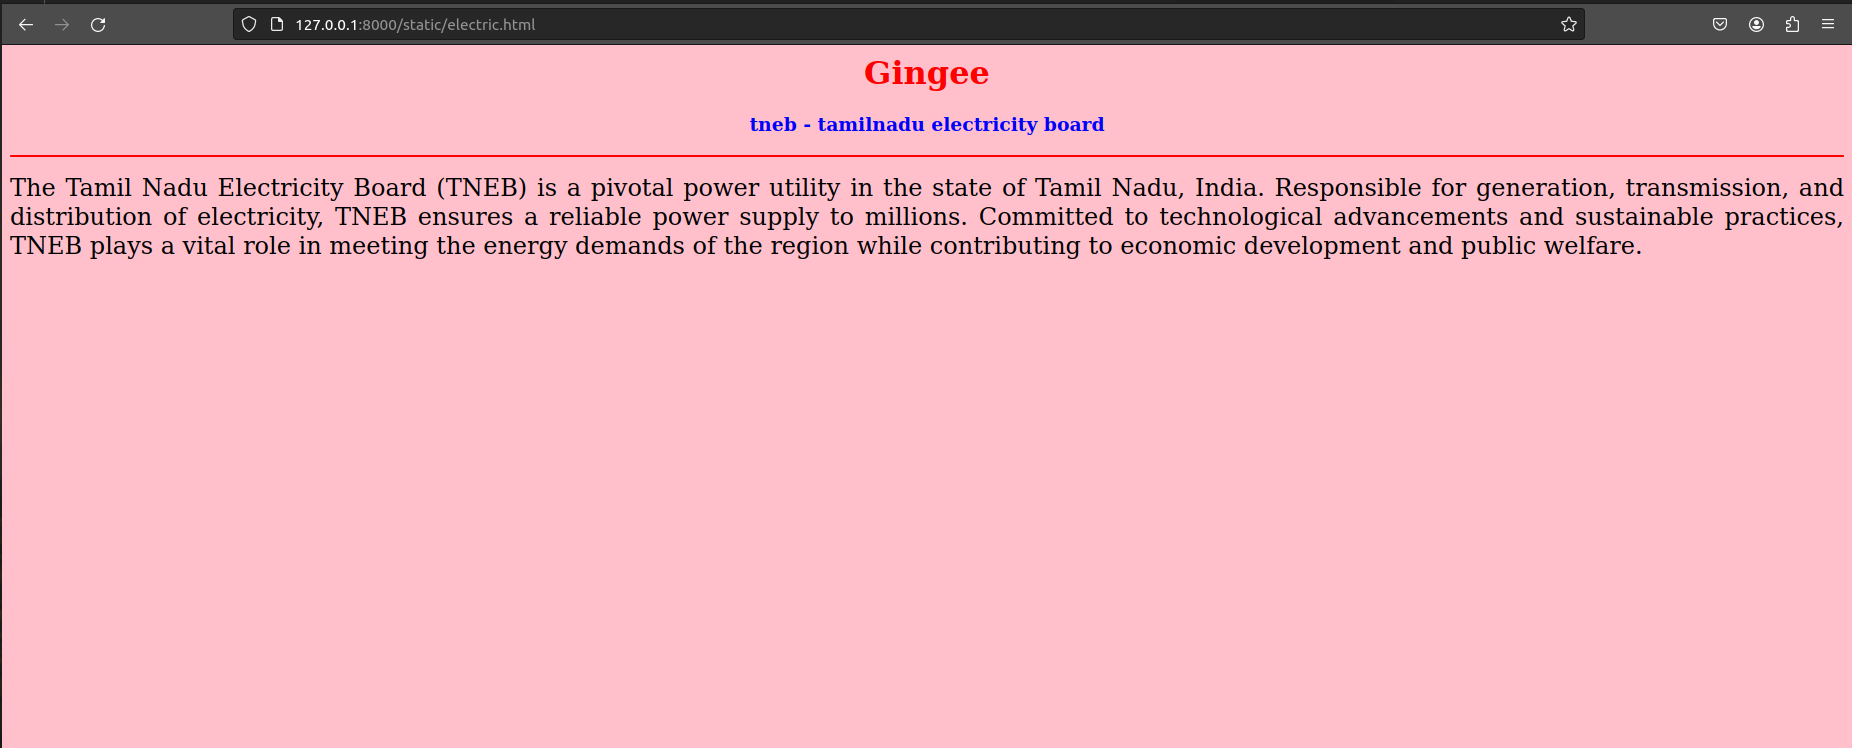 127.0.0.1:8000/static/electric.html
Gingee
tneb - tamilnadu electricity board
The Tamil Nadu Electricity Board (TNEB) is a pivotal power utility in the state of Tamil Nadu, India. Responsible for generation, transmission, and
distribution of electricity, TNEB ensures a reliable power supply to millions. Committed to technological advancements and sustainable practices,
TNEB plays a vital role in meeting the energy demands of the region while contributing to economic development and public welfare.